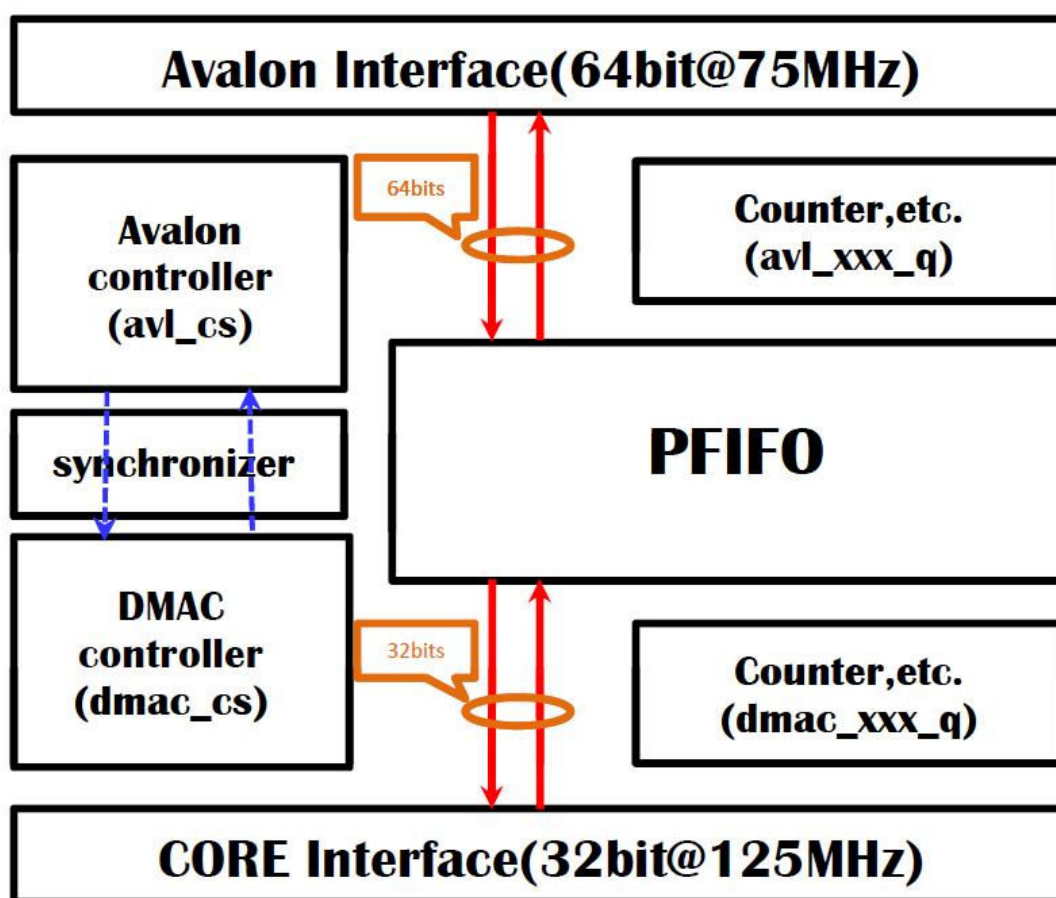 Avalon Interface(64bit@75MHz)
64bits
Avalon
controller
(avl_cs)
Counter,etc.
(avl_xxx_q)
synchronizer
PFIFO
DMAC
controller
(dmac_cs)
32bits
Counter,etc.
(dmac_xxx_q)
CORE Interface(32bit@125MHz)